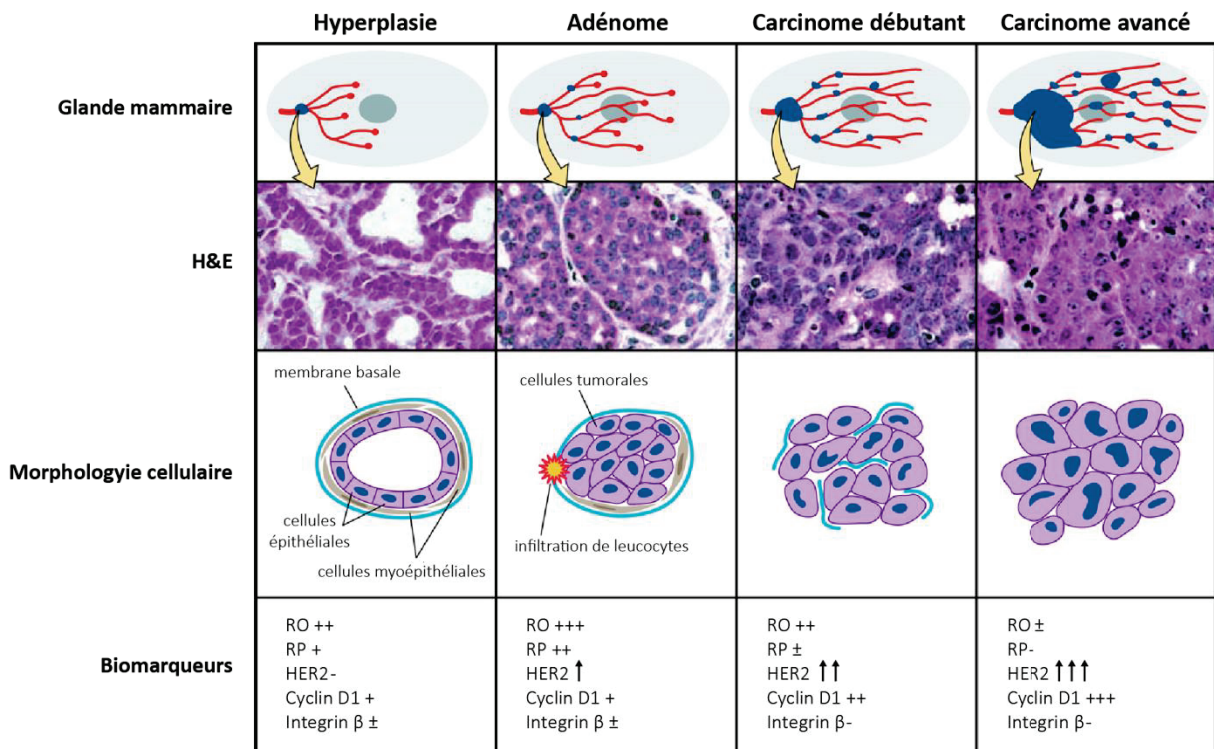 Hyperplasie
Adénome
Carcinome débutant
Carcinome avancé
Glande mammaire
H&E
Morphologyie cellulaire
membrane basale
cellules
épithéliales
cellules myoépithéliales
cellules tumorales
infiltration de leucocytes
Biomarqueurs
RO ++
RP +
HER2-
Cyclin D1 +
Integrin β ±
RO +++
RP ++
HER2 ↑
Cyclin D1 +
Integrin β ±
RO ++
RP ±
HER2 ↑↑
Cyclin D1 ++
Integrin β-
RO ±
RP-
HER2 ↑↑↑
Cyclin D1 +++
Integrin β-